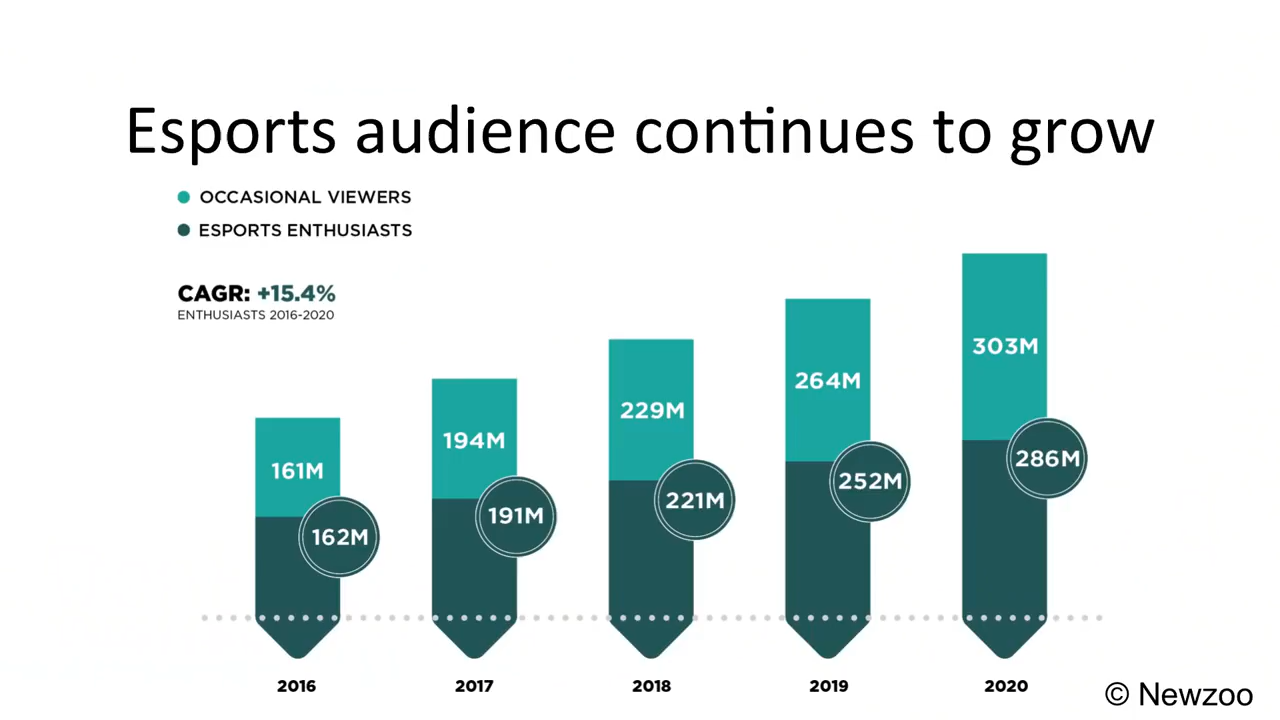 Esports audience continues to grow
OCCASIONAL VIEWERS
ESPORTS ENTHUSIASTS
CAGR: +15.4%
ENTHUSIASTS 2016-2020
161M
162M
194M
191M
229M
221M
264M
252M
303M
286M
2016
2017
2018
2019
2020
© Newzoo